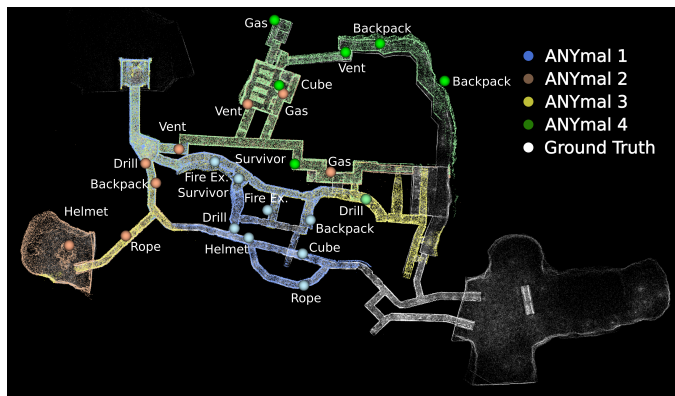 Gas
Backpack
Vent
Cube
Backpack
Vent
Gas
Vent
Drill
Survivor
Gas
Fire Ex.
Backpack
Survivor
Fire Ex.
Helmet
Drill
Drill
Backpack
Rope
Helmet
Cube
Rope
ANYmal 1
ANYmal 2
ANYmal 3
ANYmal 4
Ground Truth